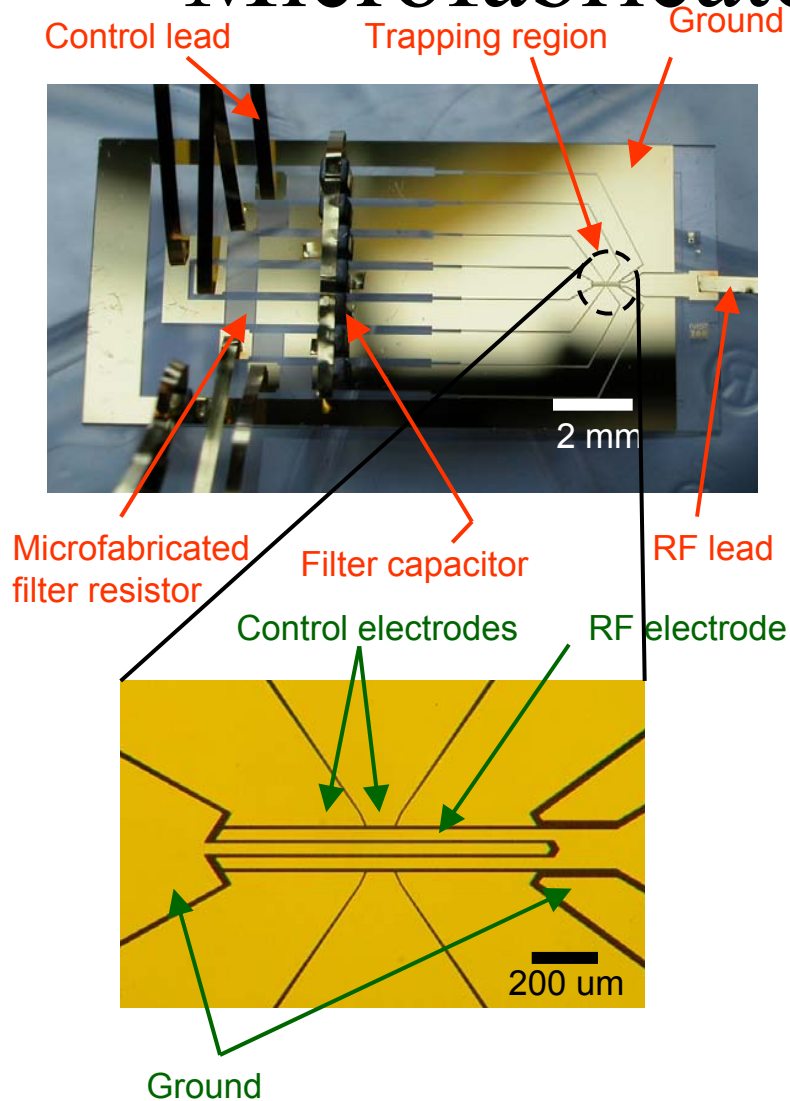 Microfabricate
Control lead
Trapping region
Ground
2 mm
Microfabricated
filter resistor
Filter capacitor
RF lead
Control electrodes
RF electrode
200 um
Ground